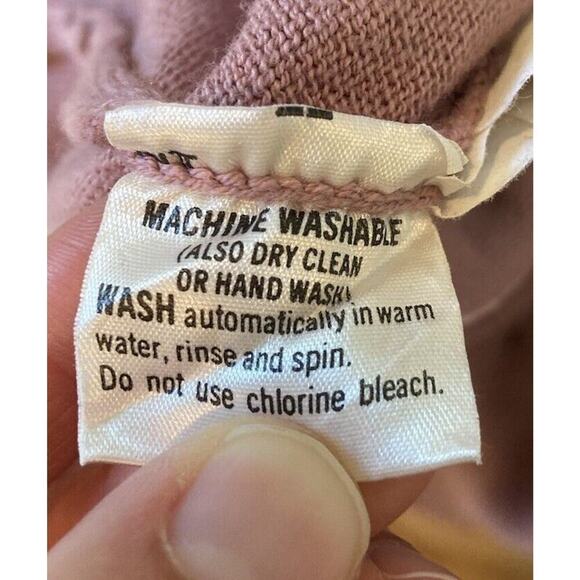 MACHINE WASHABLE
(ALSO DRY CLEAN
OR HAND WASH)
WASH automatically in warm
water, rinse and spin.
Do not use chlorine bleach.